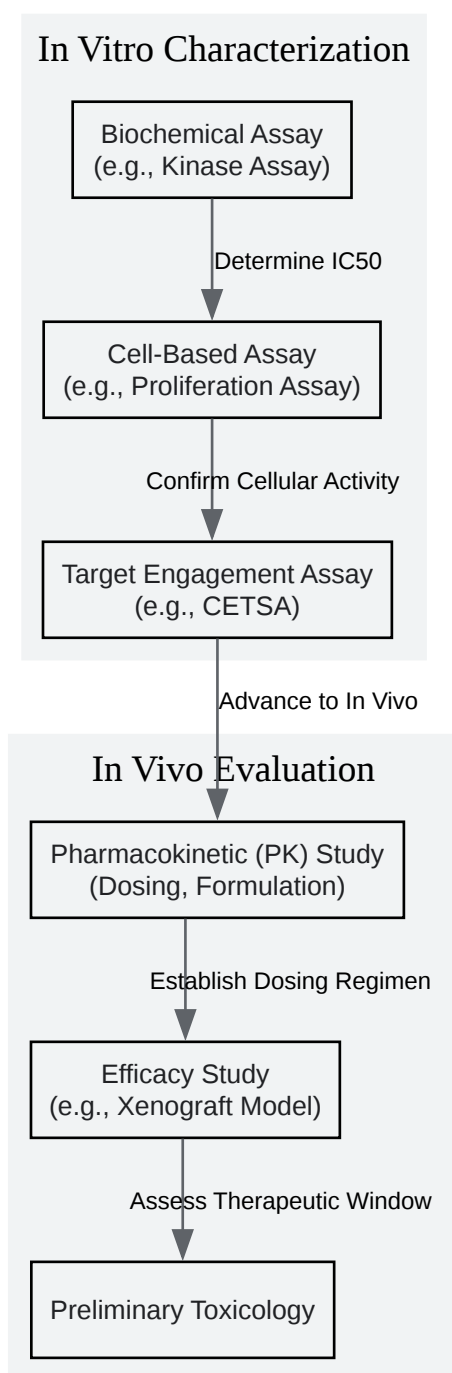 In Vitro Characterization
Biochemical Assay
(e.g., Kinase Assay)
Determine IC50
Cell-Based Assay
(e.g., Proliferation Assay)
Confirm Cellular Activity
Target Engagement Assay
(e.g., CETSA)
Advance to In Vivo
In Vivo Evaluation
Pharmacokinetic (PK) Study
(Dosing, Formulation)
Establish Dosing Regimen
Efficacy Study
(e.g., Xenograft Model)
Assess Therapeutic Window
Preliminary Toxicology